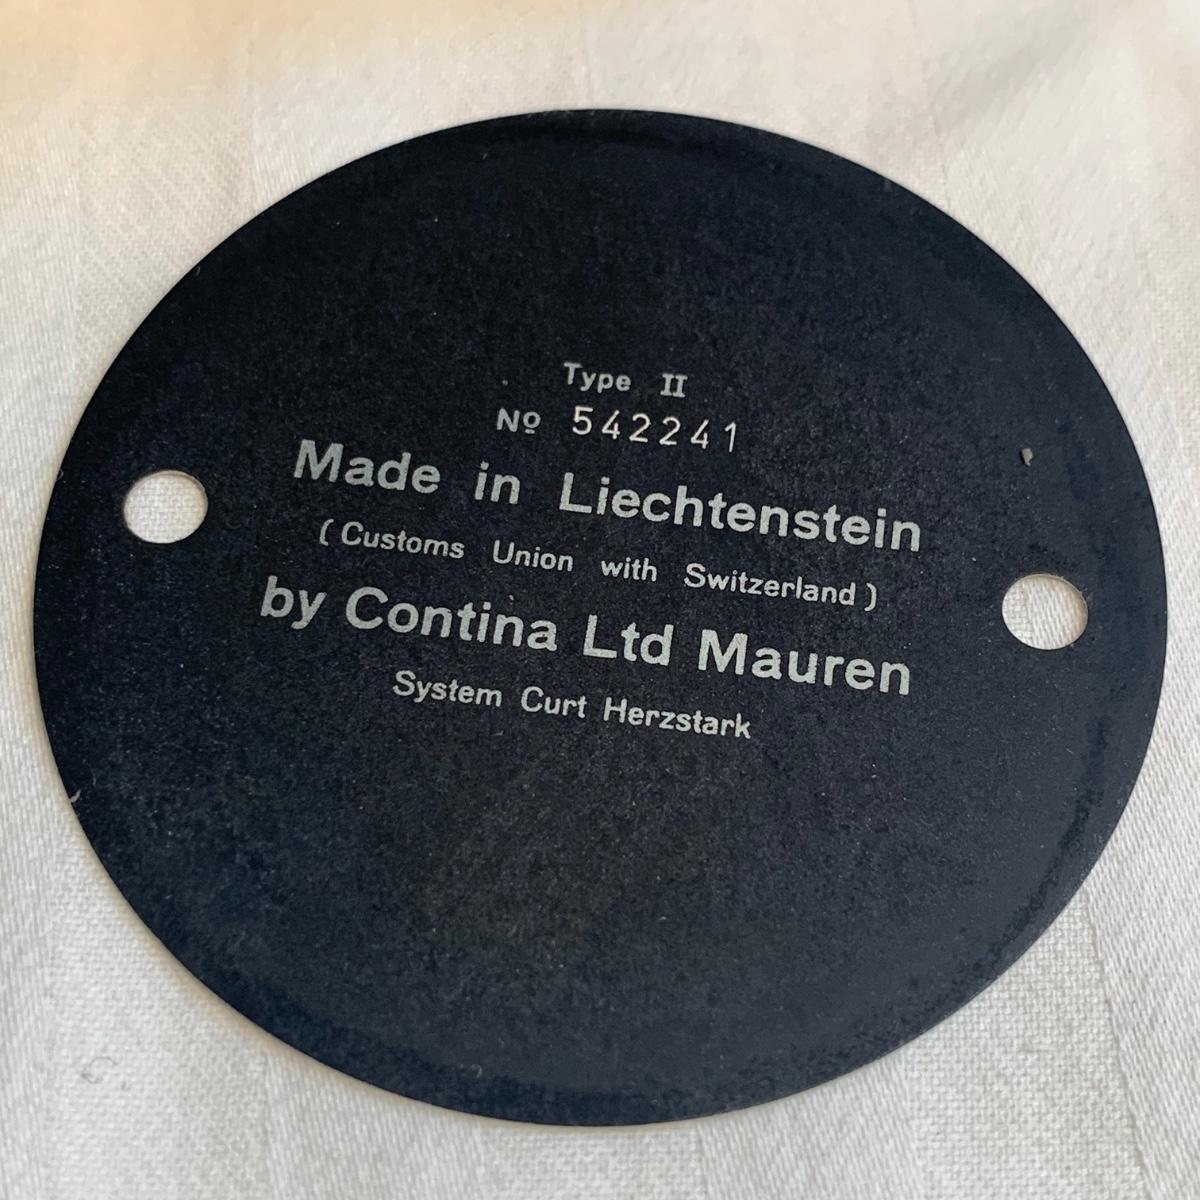 Type II
Nº 542241
Made in Liechtenstein
(Customs Union with Switzerland)
by Contina Ltd Mauren
System Curt Herzstark